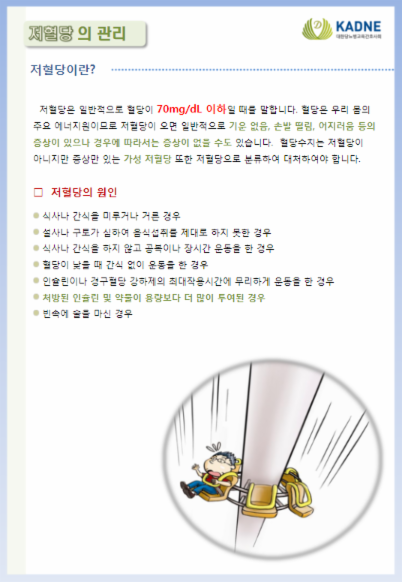 저혈당의 관리
KADNE
대한당뇨병교육간호사회
저혈당이란?
저혈당은 일반적으로 혈당이 70mg/dL 이하일 때를 말합니다. 혈당은 우리 몸의
주요 에너지원이므로 저혈당이 오면 일반적으로 기운 없음, 손발 떨림, 어지러움 등의
증상이 있으나 경우에 따라서는 증상이 없을 수도 있습니다. 혈당수치는 저혈당이
아니지만 증상만 있는 가성 저혈당 또한 저혈당으로 분류하여 대처하여야 합니다.
□ 저혈당의 원인
식사나 간식을 미루거나 거른 경우
설사나 구토가 심하여 음식섭취를 제대로 하지 못한 경우
식사나 간식을 하지 않고 공복이나 장시간 운동을 한 경우
혈당이 낮을 때 간식 없이 운동을 한 경우
인슐린이나 경구혈당 강하제의 최대작용시간에 무리하게 운동을 한 경우
처방된 인슐린 및 약물이 용량보다 더 많이 투여된 경우
빈속에 술을 마신 경우